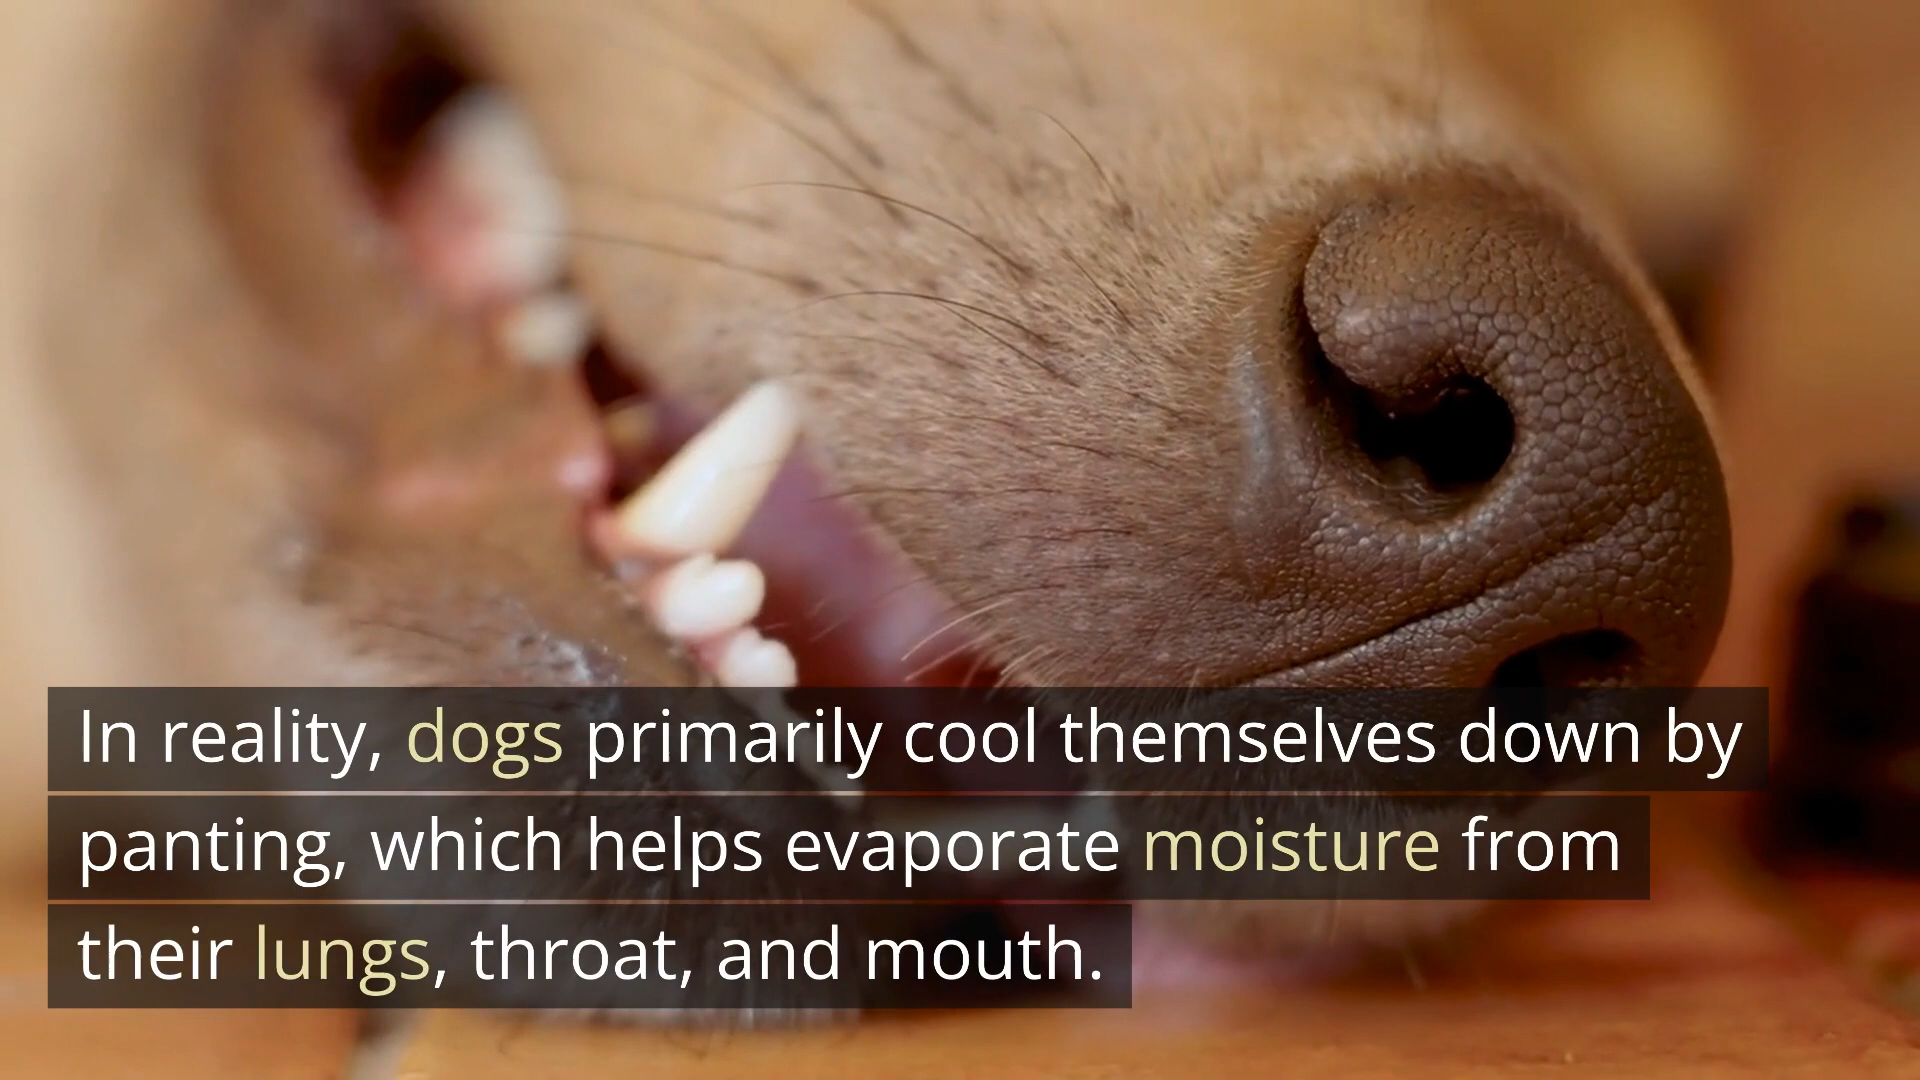 In reality, dogs primarily cool themselves down by
panting, which helps evaporate moisture from
their lungs, throat, and mouth.